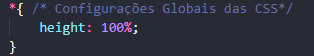 *{ /* Configurações Globais das CSS*/
    height: 100%;
}